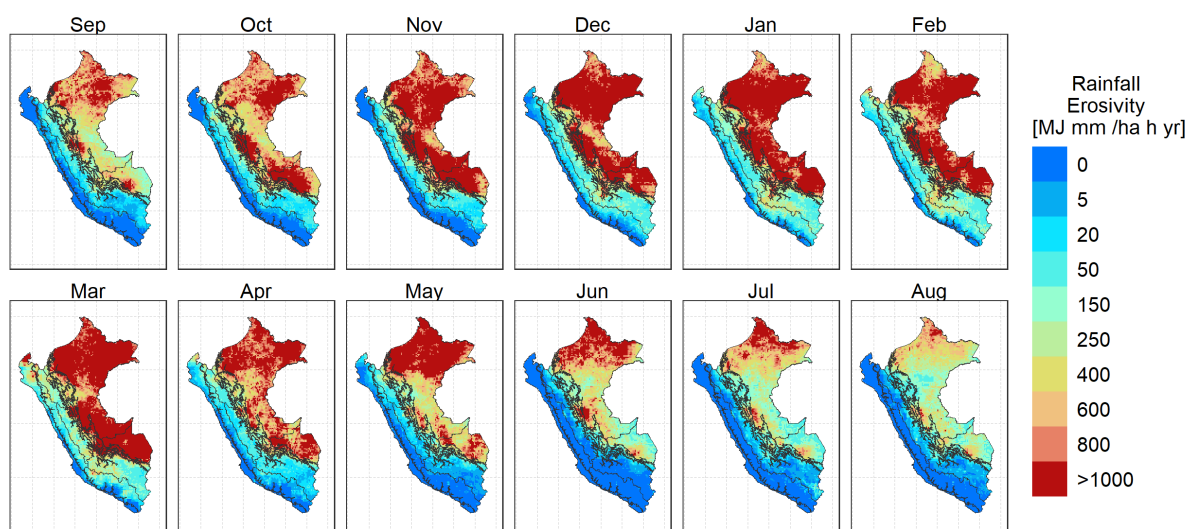 Sep Oct Nov Dec Jan Feb
Mar Apr May Jun Jul Aug
Rainfall
Erosivity
[MJ mm /ha h yr]
0
5
20
50
150
250
400
600
800
>1000